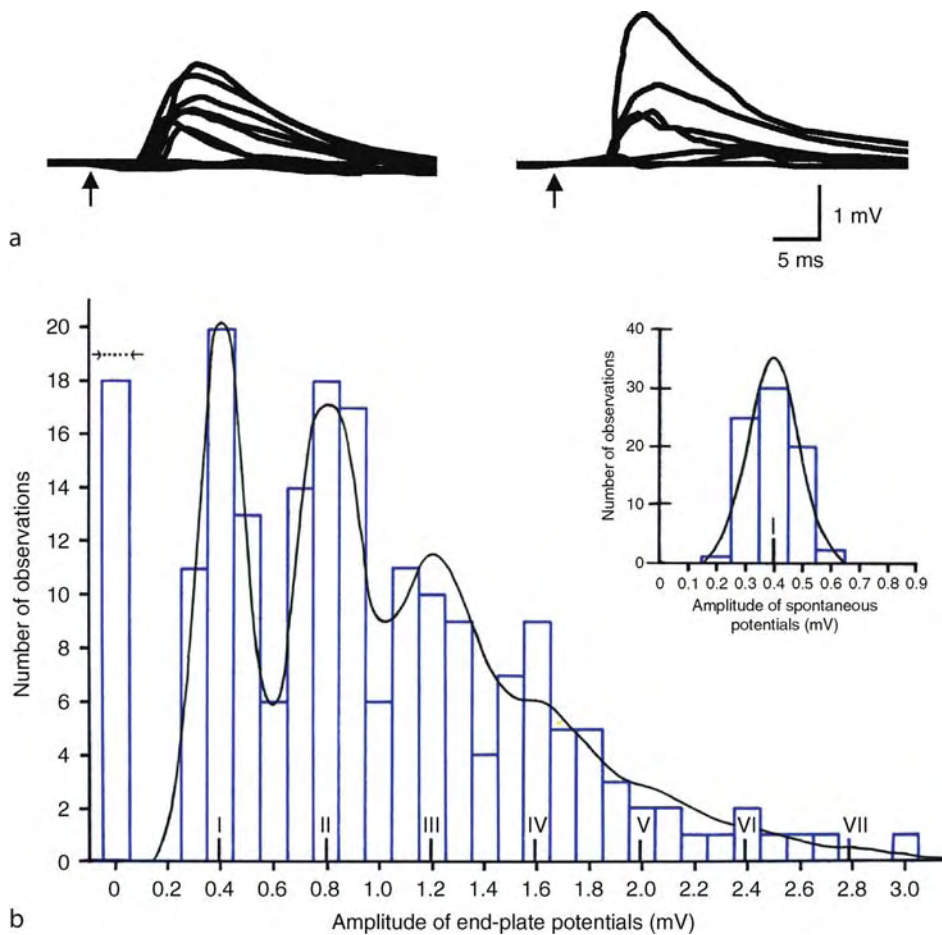 1 mV
5 ms
a
20
18
16
14
12
10
8
6
4
2
0
Number of observations
I
II
III
IV
V
VI
VII
0 0.2 0.4 0.6 0.8 1.0 1.2 1.4 1.6 1.8 2.0 2.2 2.4 2.6 2.8 3.0
Amplitude of end-plate potentials (mV)
40
30
20
10
0
Number of observations
I
0 0.1 0.2 0.3 0.4 0.5 0.6 0.7 0.8 0.9
Amplitude of spontaneous
potentials (mV)
b